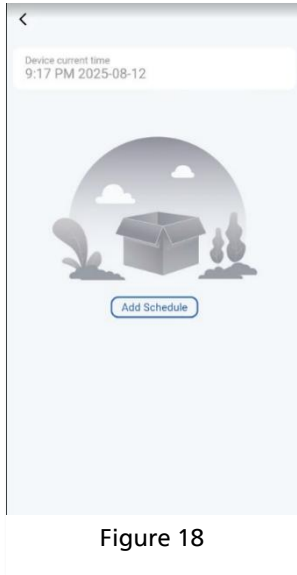 Device current time
9:17 PM 2025-08-12
Add Schedule
Figure 18